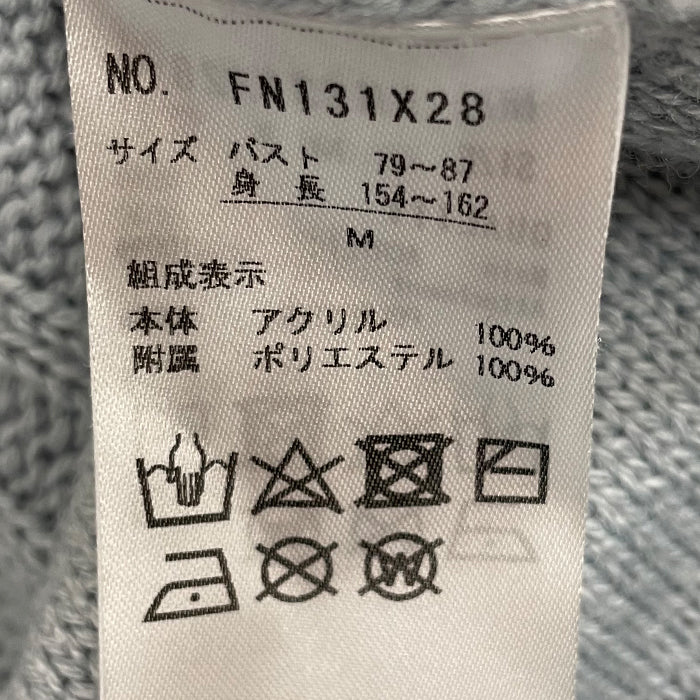 NO. FN131X28
サイズ バスト 79～87
身長 154～162
M
組成表示
本体 アクリル 100%
附属 ポリエステル 100%
W